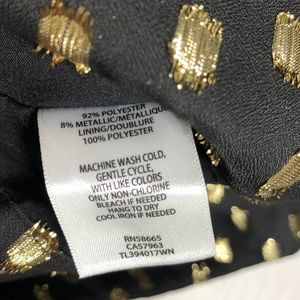 92% POLYESTER
8% METALLIC/METALLIQUE
LINING/DOUBLURE
100% POLYESTER
MACHINE WASH COLD,
GENTLE CYCLE,
WITH LIKE COLORS
ONLY NON-CHLORINE
BLEACH IF NEEDED
HANG TO DRY
COOL IRON IF NEEDED
RN58665
CA57963
TL394017WN